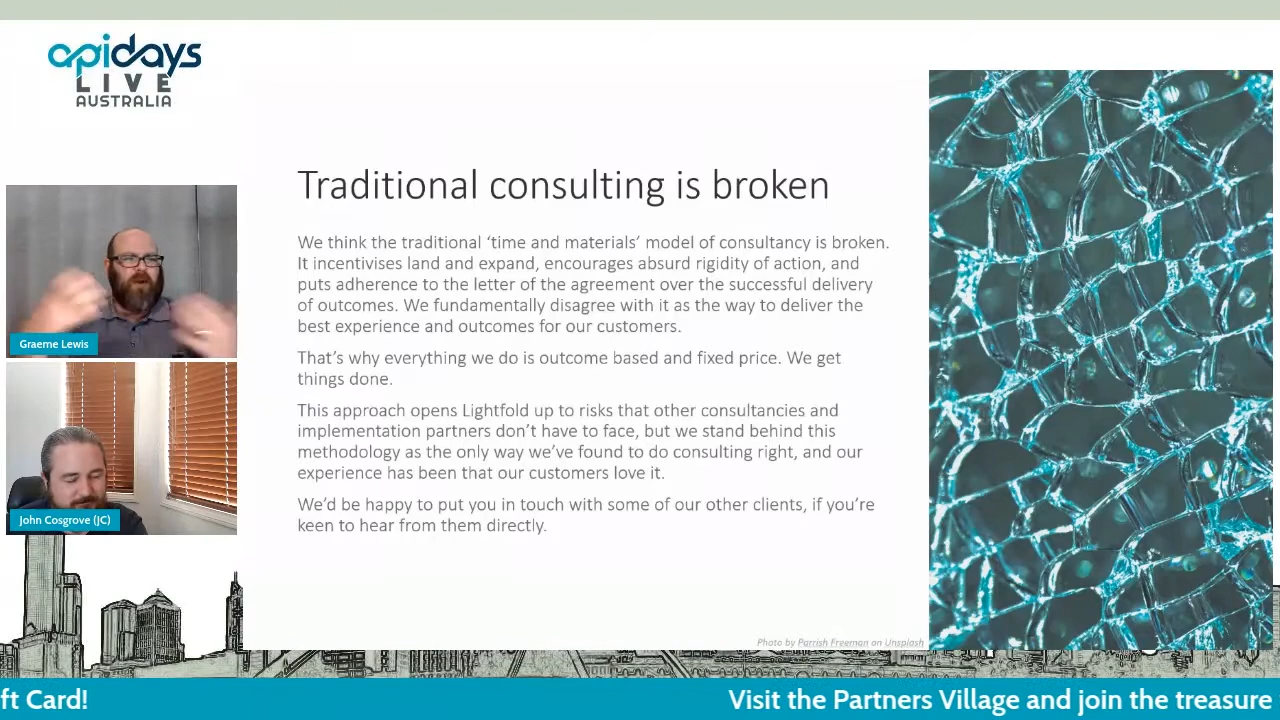 apidays
LIVE
AUSTRALIA
Graeme Lewis
John Cosgrove (JC)
Traditional consulting is broken
We think the traditional ‘time and materials’ model of consultancy is broken.
It incentivises land and expand, encourages absurd rigidity of action, and
puts adherence to the letter of the agreement over the successful delivery
of outcomes. We fundamentally disagree with it as the way to deliver the
best experience and outcomes for our customers.
That’s why everything we do is outcome based and fixed price. We get
things done.
This approach opens Lightfold up to risks that other consultancies and
implementation partners don’t have to face, but we stand behind this
methodology as the only way we’ve found to do consulting right, and our
experience has been that our customers love it.
We’d be happy to put you in touch with some of our other clients, if you’re
keen to hear from them directly.
Photo by Parrish Freeman on Unsplash
ft Card!
Visit the Partners Village and join the treasure